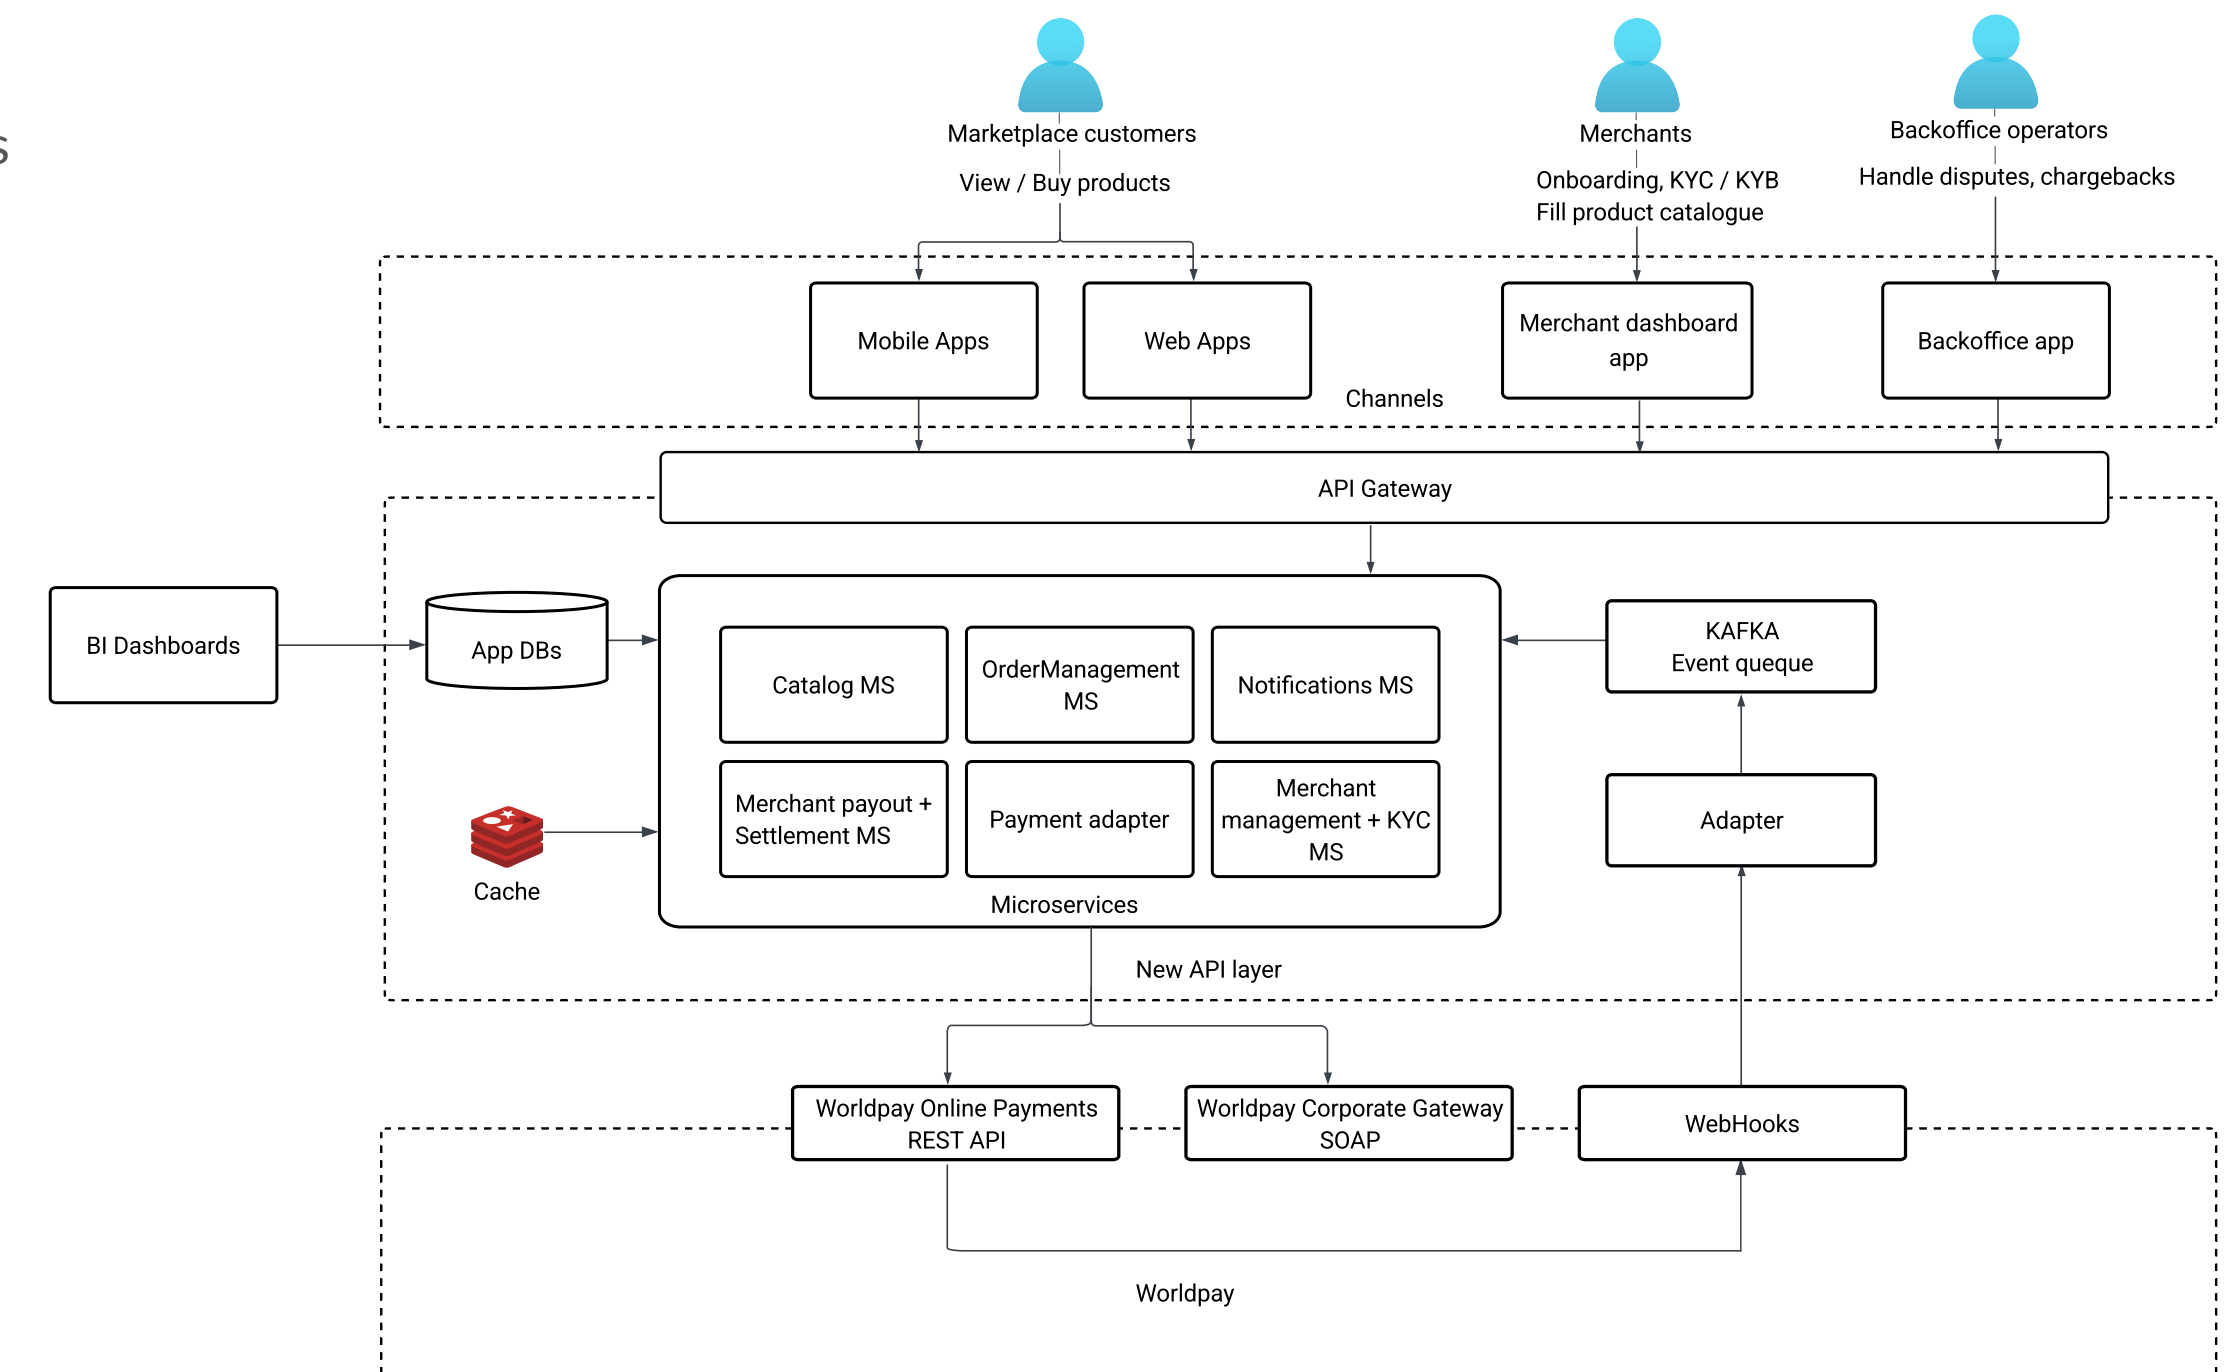 s
Marketplace customers
Merchants
Backoffice operators
View / Buy products
Onboarding, KYC / KYB
Fill product catalogue
Handle disputes, chargebacks
Mobile Apps
Web Apps
Merchant dashboard
app
Backoffice app
Channels
API Gateway
BI Dashboards
App DBs
Catalog MS
OrderManagement
MS
Notifications MS
KAFKA
Event queque
Merchant payout +
Settlement MS
Payment adapter
Merchant
management + KYC
MS
Adapter
Cache
Microservices
New API layer
Worldpay Online Payments
REST API
Worldpay Corporate Gateway
SOAP
WebHooks
Worldpay